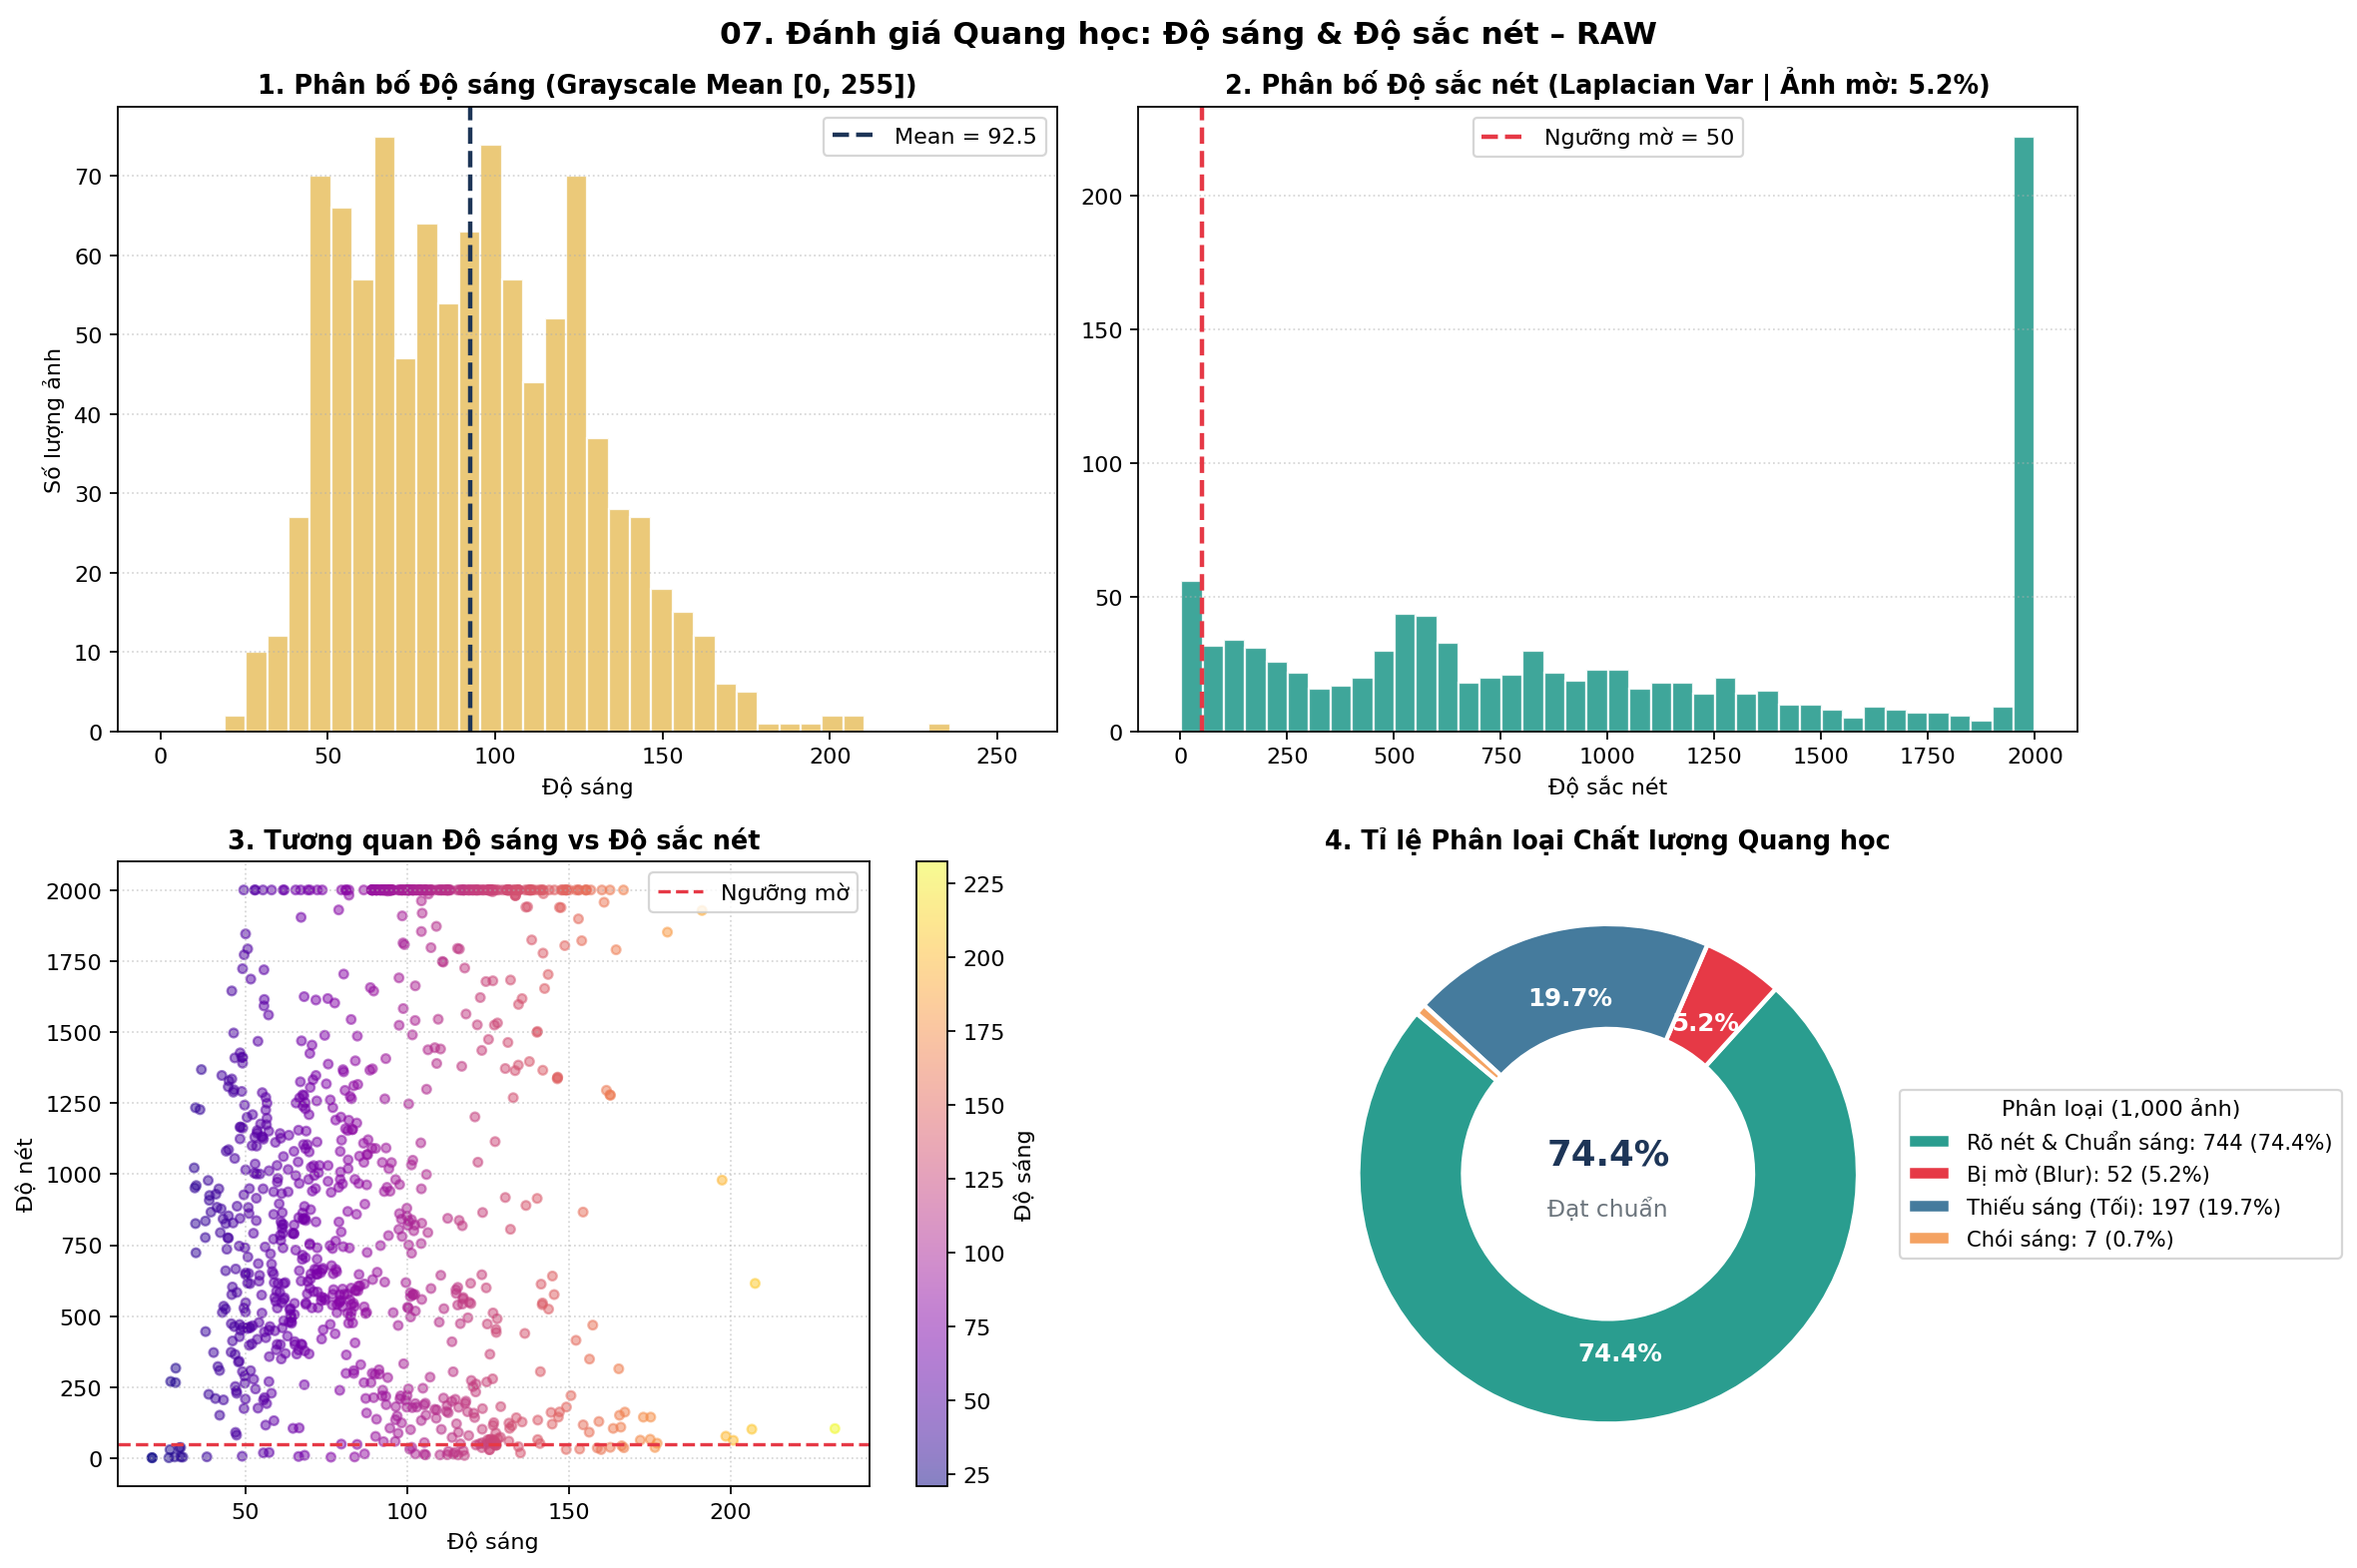 07. Đánh giá Quang học: Độ sáng & Độ sắc nét – RAW
1. Phân bố Độ sáng (Grayscale Mean [0, 255])
Mean = 92.5
Số lượng ảnh
70
60
50
40
30
20
10
0
0 50 100 150 200 250
Độ sáng
2. Phân bố Độ sắc nét (Laplacian Var | Ảnh mờ: 5.2%)
Ngưỡng mờ = 50
200
150
100
50
0
0 250 500 750 1000 1250 1500 1750 2000
Độ sắc nét
3. Tương quan Độ sáng vs Độ sắc nét
Ngưỡng mờ
Độ nét
2000
1750
1500
1250
1000
750
500
250
0
50 100 150 200
Độ sáng
225
200
175
150
125
100
75
50
25
Độ sáng
4. Tỉ lệ Phân loại Chất lượng Quang học
19.7%
5.2%
74.4%
Đạt chuẩn
74.4%
Phân loại (1,000 ảnh)
Rõ nét & Chuẩn sáng: 744 (74.4%)
Bị mờ (Blur): 52 (5.2%)
Thiếu sáng (Tối): 197 (19.7%)
Chói sáng: 7 (0.7%)